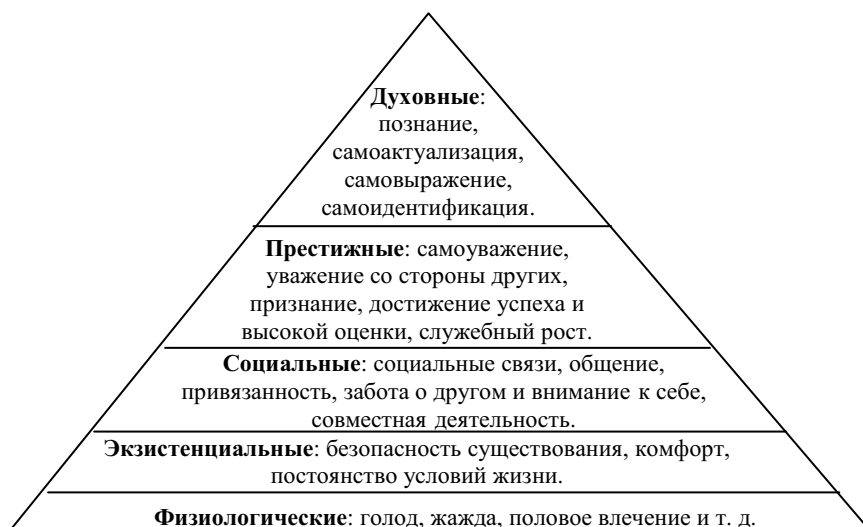 Духовные:
познание,
самоактуализация,
самовыражение,
самоидентификация.
Престижные: самоуважение,
уважение со стороны других,
признание, достижение успеха и
высокой оценки, служебный рост.
Социальные: социальные связи, общение,
привязанность, забота о другом и внимание к себе,
совместная деятельность.
Экзистенциальные: безопасность существования, комфорт,
постоянство условий жизни.
Физиологические: голод, жажда, половое влечение и т. д.